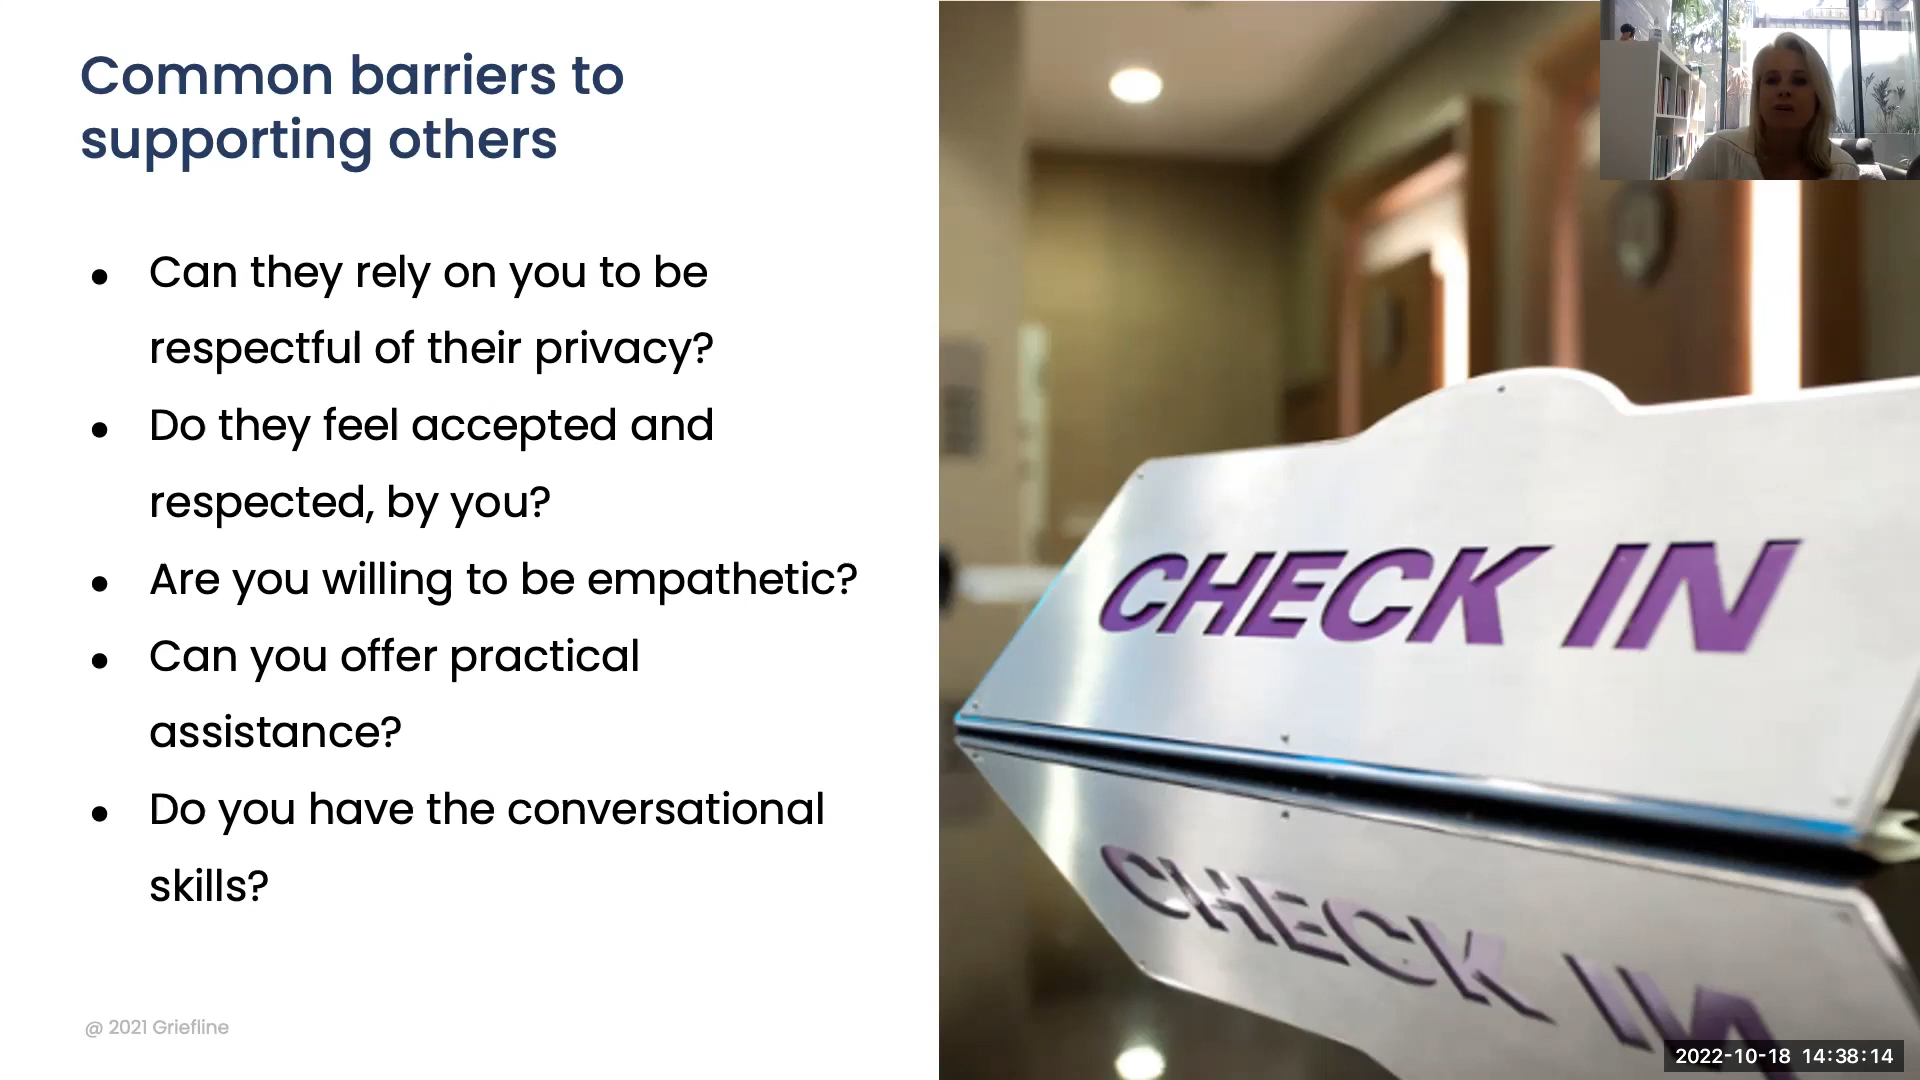 Common barriers to
supporting others
● Can they rely on you to be
respectful of their privacy?
● Do they feel accepted and
respected, by you?
● Are you willing to be empathetic?
● Can you offer practical
assistance?
● Do you have the conversational
skills?
@ 2021 Griefline
CHECK IN
CHECK IN
2022-10-18 14:38:14